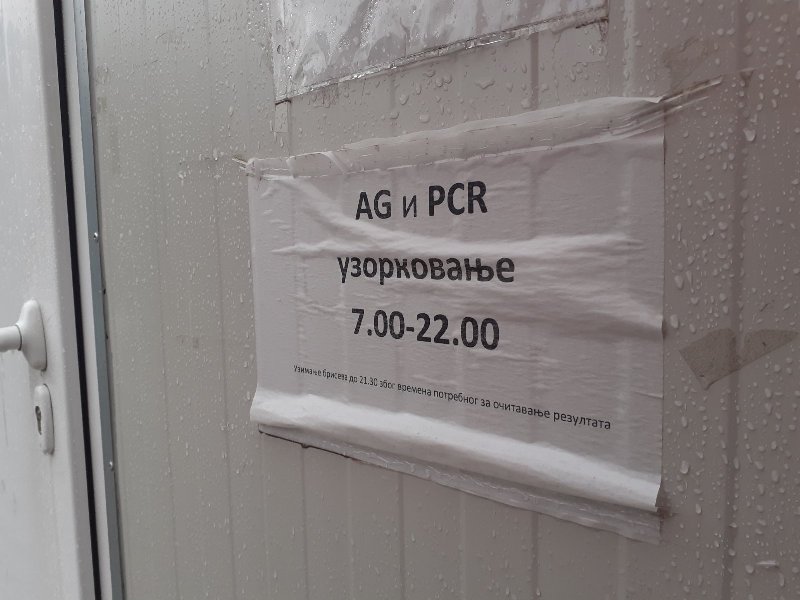 AG и PCR
узорковање
7.00-22.00
Узимање брисева до 21.30 због времена потребног за очитавање резултата